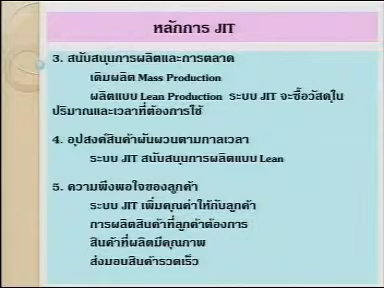 หลักการ JIT
3. สนับสนุนการผลิตและการตลาด
เดิมผลิต Mass Production
ผลิตแบบ Lean Production ระบบ JIT จะซื้อวัสดุใน
ปริมาณและเวลาที่ต้องการใช้
4. อุปสงค์สินค้าผันผวนตามกาลเวลา
ระบบ JIT สนับสนุนการผลิตแบบ Lean
5. ความพึงพอใจของลูกค้า
ระบบ JIT เพิ่มคุณค่าให้กับลูกค้า
การผลิตสินค้าที่ลูกค้าต้องการ
สินค้าที่ผลิตมีคุณภาพ
ส่งมอบสินค้ารวดเร็ว